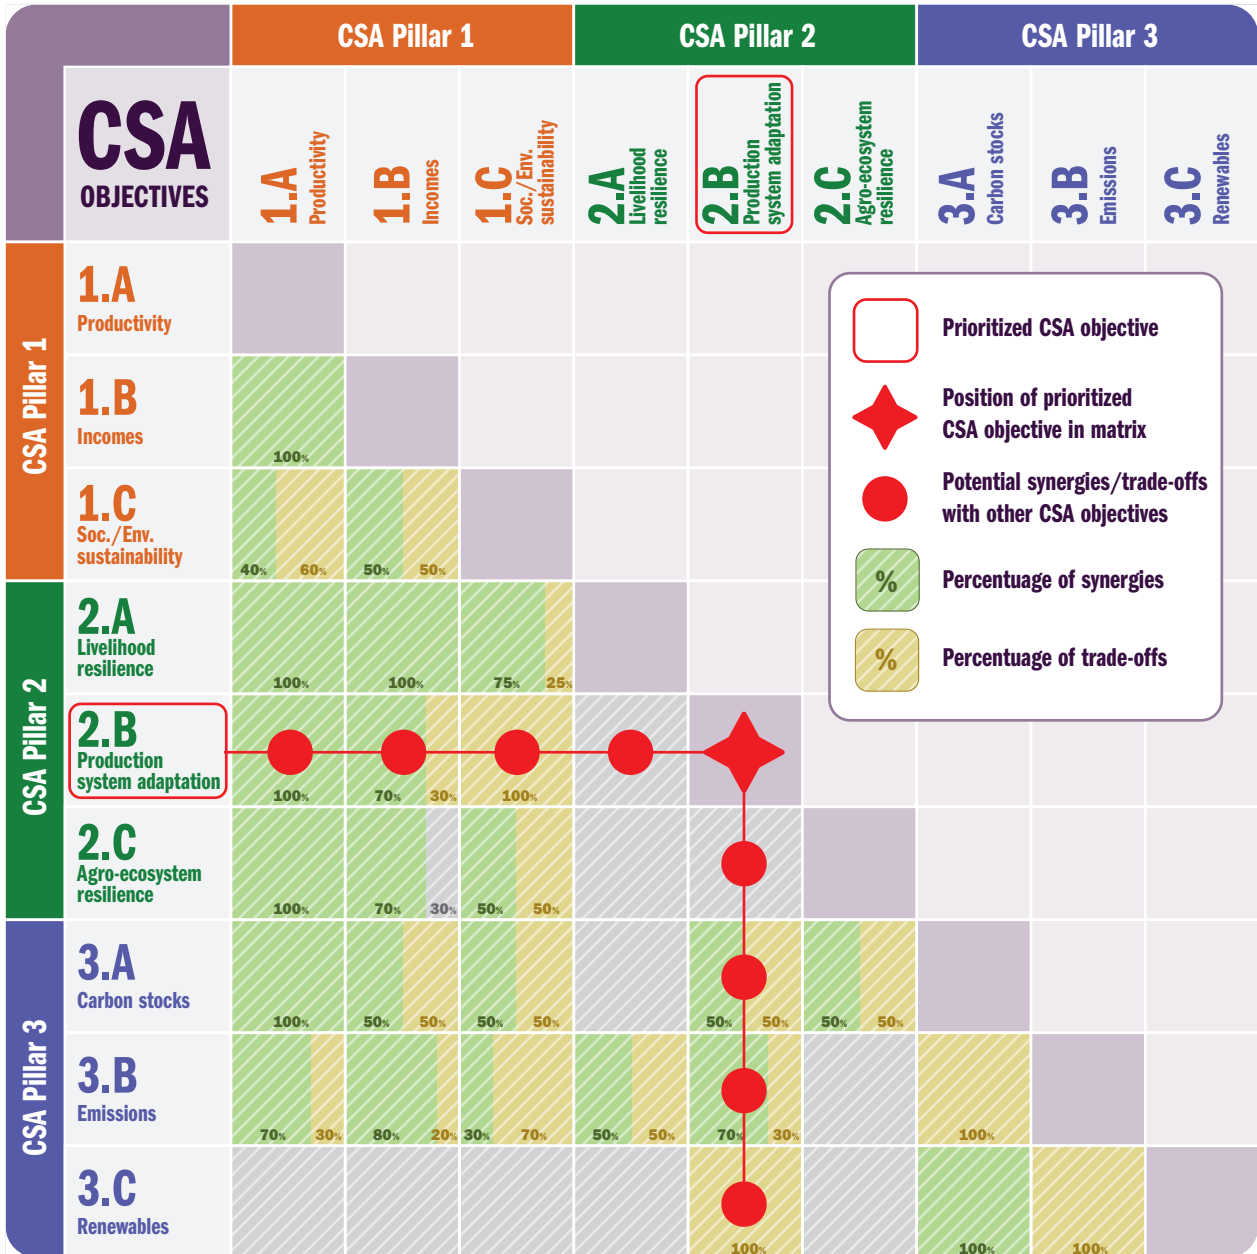 CSA Pillar 1
CSA Pillar 2
CSA Pillar 3
CSA
OBJECTIVES
1.A
Productivity
1.B
Incomes
1.C
Soc./Env.
sustainability
2.A
Livelihood
resilience
2.B
Production
system adaptation
2.C
Agro-ecosystem
resilience
3.A
Carbon stocks
3.B
Emissions
3.C
Renewables
CSA Pillar 1
1.A
Productivity
1.B
Incomes
100%
1.C
Soc./Env.
sustainability
40% 60% 50% 50%
CSA Pillar 2
2.A
Livelihood
resilience
100% 100% 75% 25%
2.B
Production
system adaptation
100% 70% 30% 100%
2.C
Agro-ecosystem
resilience
100% 70% 30% 50% 50%
CSA Pillar 3
3.A
Carbon stocks
100% 50% 50% 50% 50% 50% 50% 50% 50%
3.B
Emissions
70% 30% 80% 20% 30% 70% 50% 50% 70% 30% 100%
3.C
Renewables
100% 100% 100%
Prioritized CSA objective
Position of prioritized
CSA objective in matrix
Potential synergies/trade-offs
with other CSA objectives
%
Percentuage of synergies
%
Percentuage of trade-offs